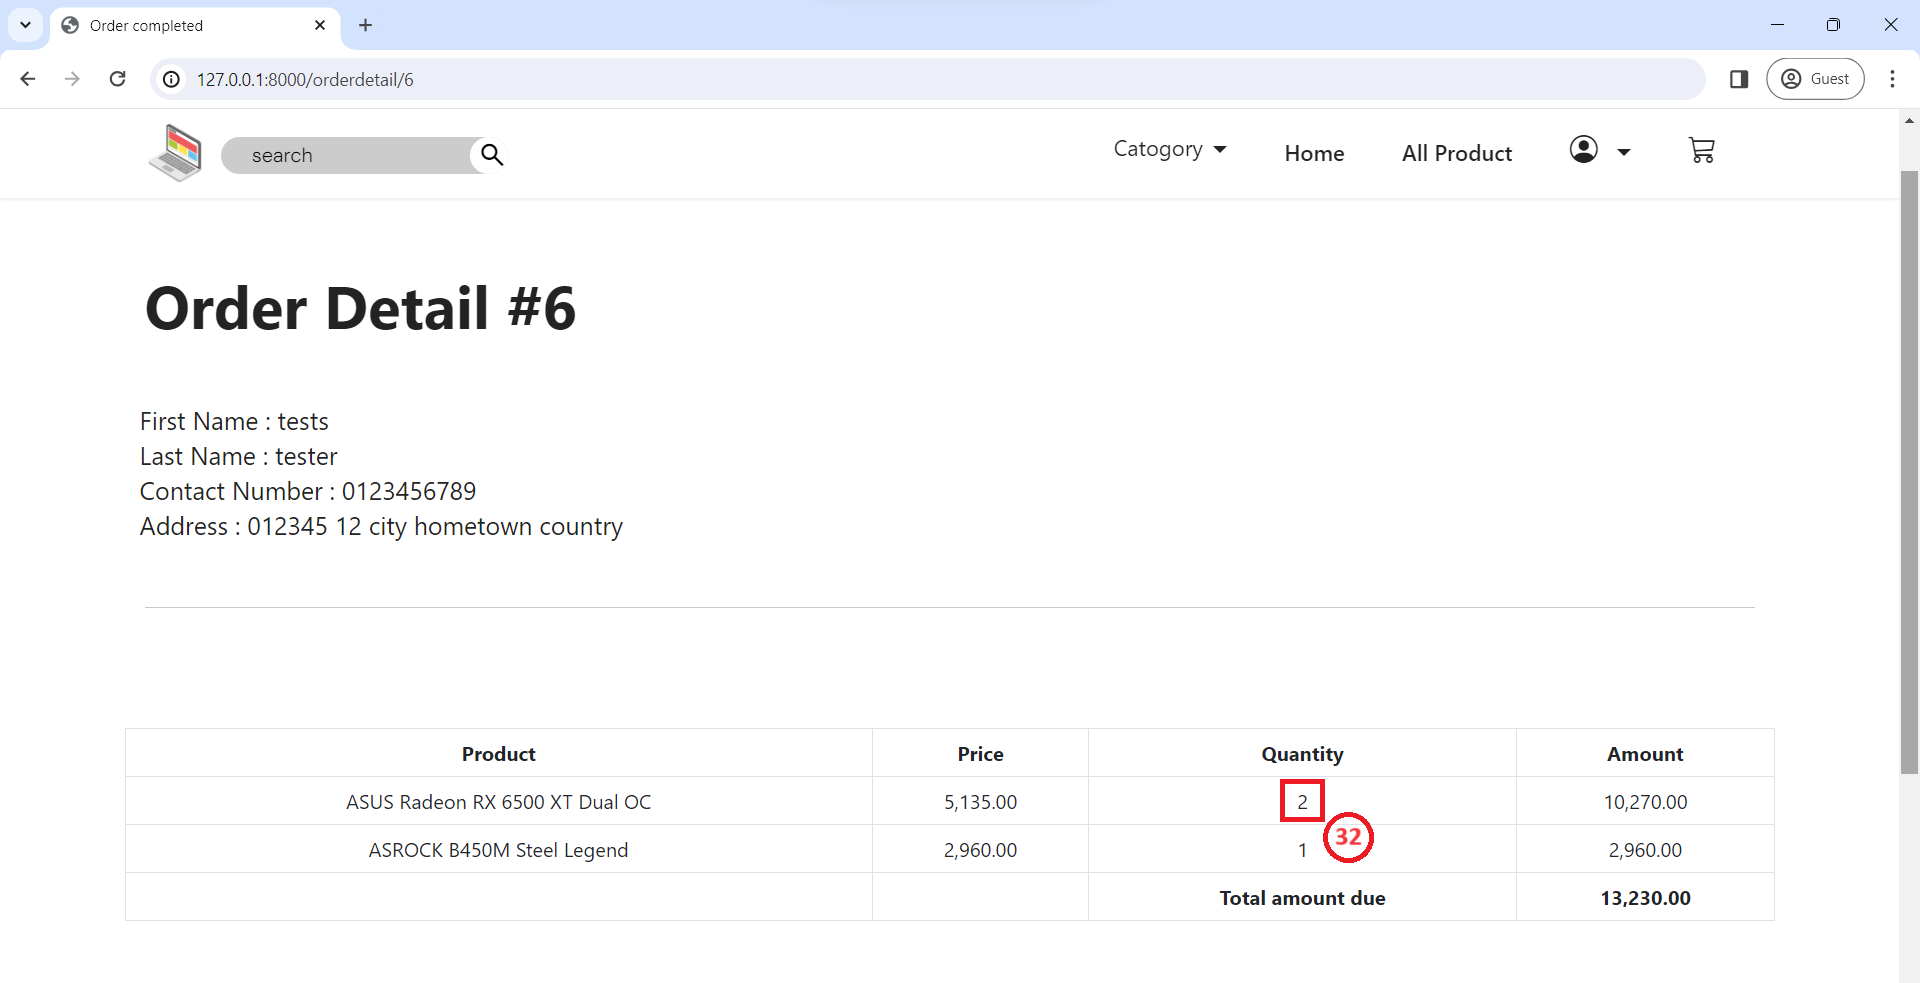 Order completed
127.0.0.1:8000/orderdetail/6
Guest
search
Catogory
Home
All Product
Order Detail #6
First Name : tests
Last Name : tester
Contact Number : 0123456789
Address : 012345 12 city hometown country
Product Price Quantity Amount
ASUS Radeon RX 6500 XT Dual OC 5,135.00 2 10,270.00
32
ASROCK B450M Steel Legend 2,960.00 1 2,960.00
Total amount due 13,230.00